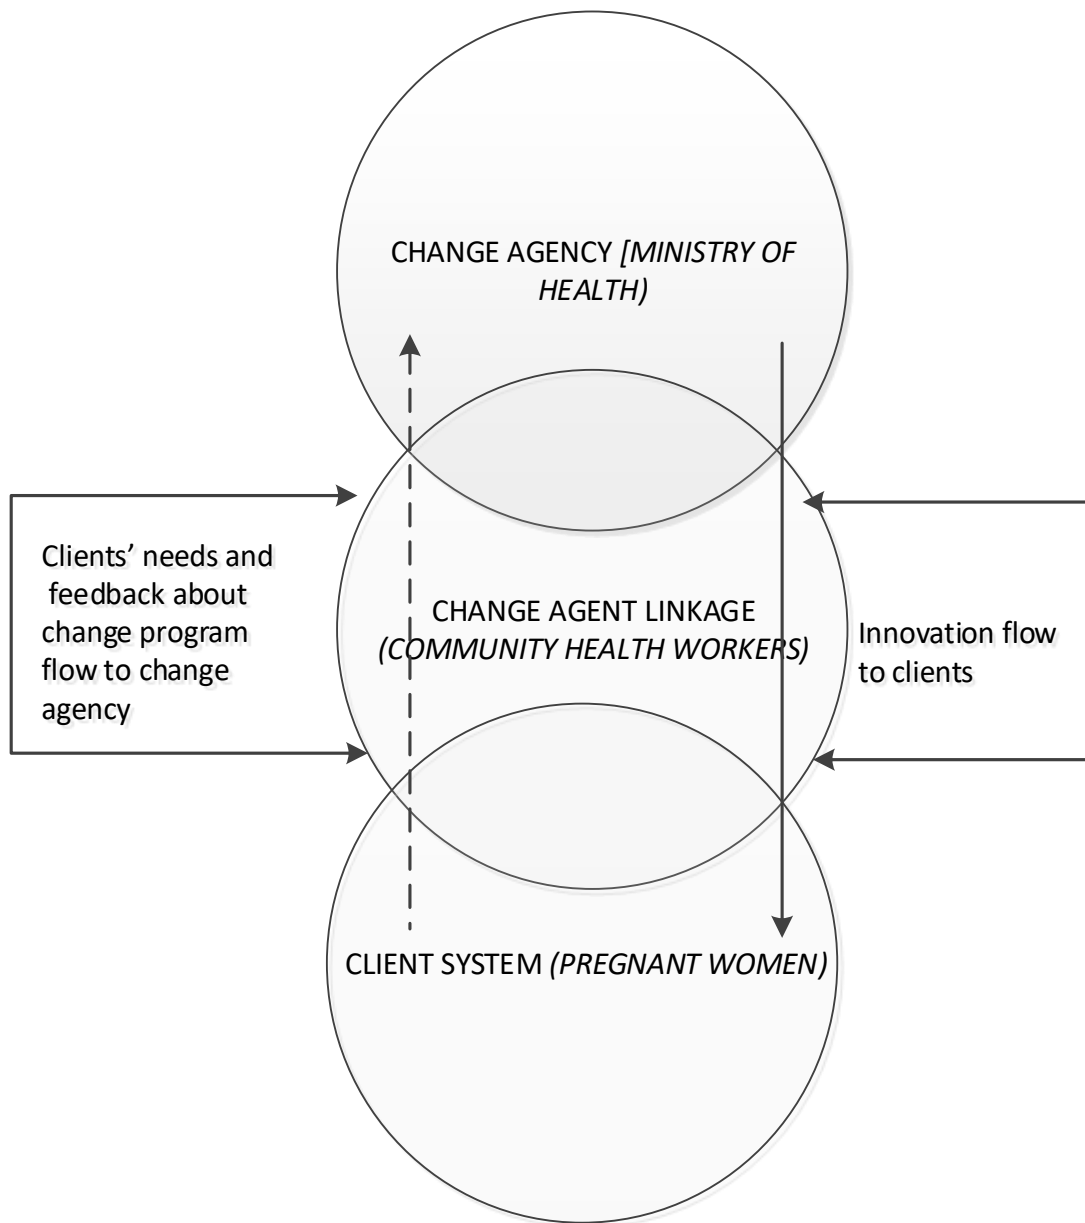 CHANGE AGENCY [MINISTRY OF
HEALTH)
Clients’ needs and
feedback about
change program
flow to change
agency
CHANGE AGENT LINKAGE
(COMMUNITY HEALTH WORKERS)
Innovation flow
to clients
CLIENT SYSTEM (PREGNANT WOMEN)